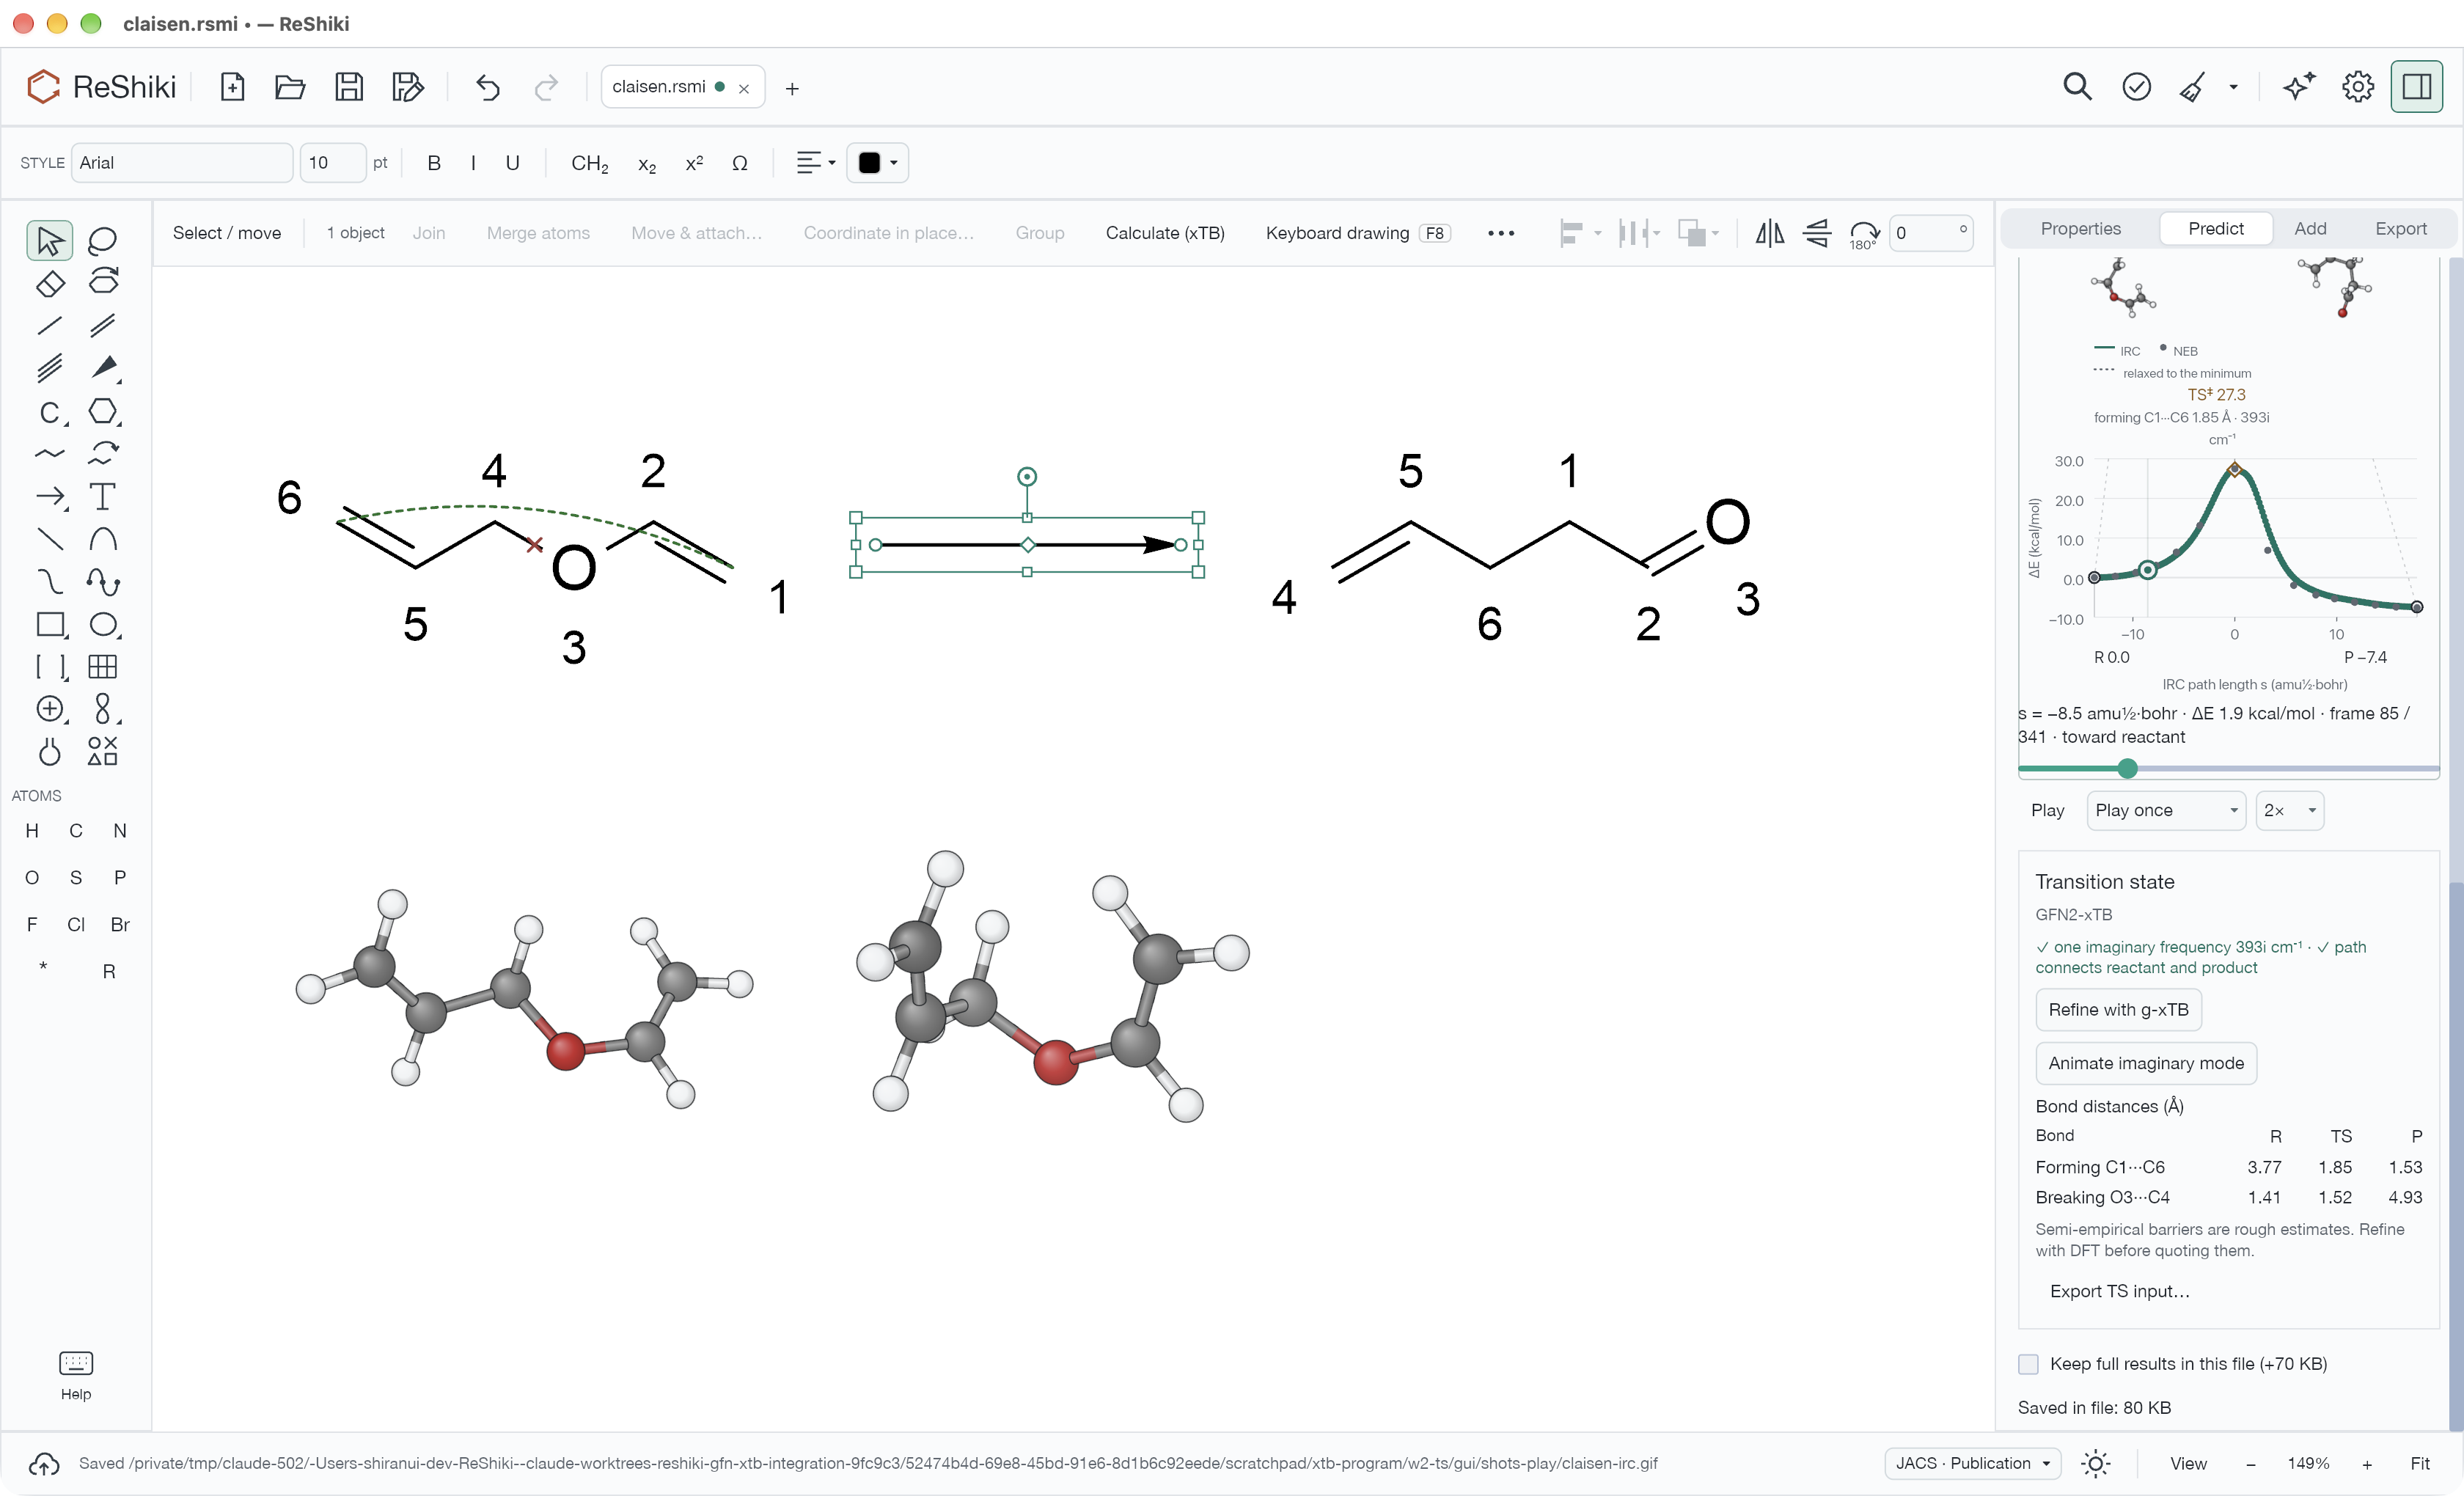 claisen.rsmi • — ReShiki
ReShiki
claisen.rsmi
STYLE Arial 10 pt B I U CH₂ x₂ x² Ω
Select / move 1 object Join Merge atoms Move & attach… Coordinate in place… Group Calculate (xTB) Keyboard drawing F8 ••• 180° 0 °
Properties Predict Add Export
C
T
ATOMS
H C N
O S P
F Cl Br
* R
Help
6 4 2
O
5 3 1
5 1 O
4 6 2 3
IRC NEB
relaxed to the minimum
TS‡ 27.3
forming C1···C6 1.85 Å · 393i
cm⁻¹
30.0
20.0
10.0
0.0
−10.0
ΔE (kcal/mol)
−10 0 10
R 0.0 P −7.4
IRC path length s (amu½·bohr)
s = −8.5 amu½·bohr · ΔE 1.9 kcal/mol · frame 85 /
341 · toward reactant
Play Play once 2×
Transition state
GFN2-xTB
✓ one imaginary frequency 393i cm⁻¹ · ✓ path
connects reactant and product
Refine with g-xTB
Animate imaginary mode
Bond distances (Å)
Bond R TS P
Forming C1···C6 3.77 1.85 1.53
Breaking O3···C4 1.41 1.52 4.93
Semi-empirical barriers are rough estimates. Refine
with DFT before quoting them.
Export TS input…
Keep full results in this file (+70 KB)
Saved in file: 80 KB
Saved /private/tmp/claude-502/-Users-shiranui-dev-ReShiki--claude-worktrees-reshiki-gfn-xtb-integration-9fc9c3/52474b4d-69e8-45bd-91e6-8d1b6c92eede/scratchpad/xtb-program/w2-ts/gui/shots-play/claisen-irc.gif
JACS · Publication View − 149% + Fit